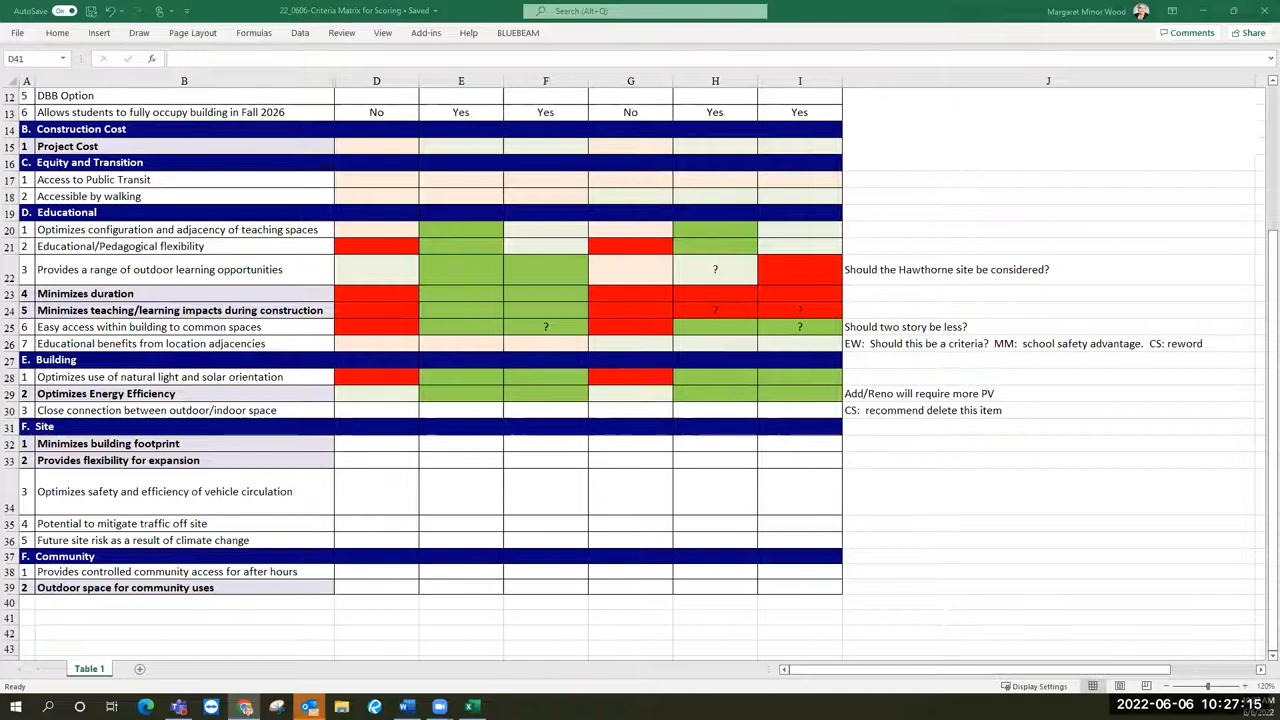 AutoSave On 22_0606-Criteria Matrix for Scoring • Saved Search (Alt+Q) Margaret Minor Wood
File Home Insert Draw Page Layout Formulas Data Review View Add-ins Help BLUEBEAM Comments Share
D41 fx
A B D E F G H I J
12 5 DBB Option
13 6 Allows students to fully occupy building in Fall 2026 No Yes Yes No Yes Yes
14 B. Construction Cost
15 1 Project Cost
16 C. Equity and Transition
17 1 Access to Public Transit
18 2 Accessible by walking
19 D. Educational
20 1 Optimizes configuration and adjacency of teaching spaces
21 2 Educational/Pedagogical flexibility
22 3 Provides a range of outdoor learning opportunities ? Should the Hawthorne site be considered?
23 4 Minimizes duration
24 5 Minimizes teaching/learning impacts during construction ? ?
25 6 Easy access within building to common spaces ? ? Should two story be less?
26 7 Educational benefits from location adjacencies EW: Should this be a criteria? MM: school safety advantage. CS: reword
27 E. Building
28 1 Optimizes use of natural light and solar orientation
29 2 Optimizes Energy Efficiency Add/Reno will require more PV
30 3 Close connection between outdoor/indoor space CS: recommend delete this item
31 F. Site
32 1 Minimizes building footprint
33 2 Provides flexibility for expansion
34 3 Optimizes safety and efficiency of vehicle circulation
35 4 Potential to mitigate traffic off site
36 5 Future site risk as a result of climate change
37 F. Community
38 1 Provides controlled community access for after hours
39 2 Outdoor space for community uses
40
41
42
43
Table 1
Ready Display Settings 120%
2022-06-06 10:27:15